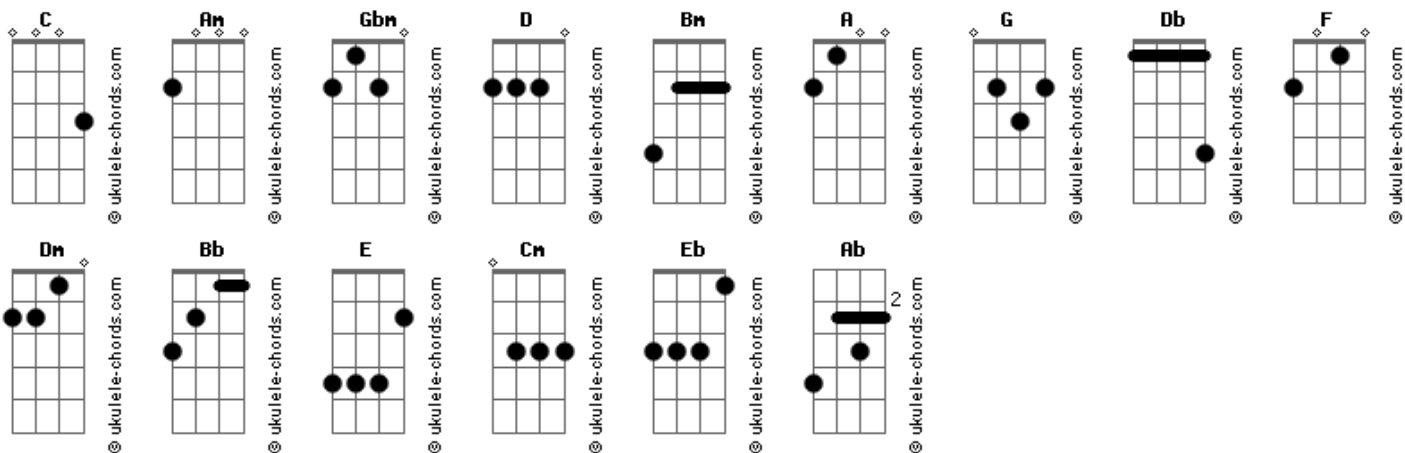 C Am Gbm D Bm A G Db F
© ukulele-chords.com © ukulele-chords.com © ukulele-chords.com © ukulele-chords.com © ukulele-chords.com © ukulele-chords.com © ukulele-chords.com © ukulele-chords.com © ukulele-chords.com
Dm Bb E Cm Eb Ab
2
© ukulele-chords.com © ukulele-chords.com © ukulele-chords.com © ukulele-chords.com © ukulele-chords.com © ukulele-chords.com